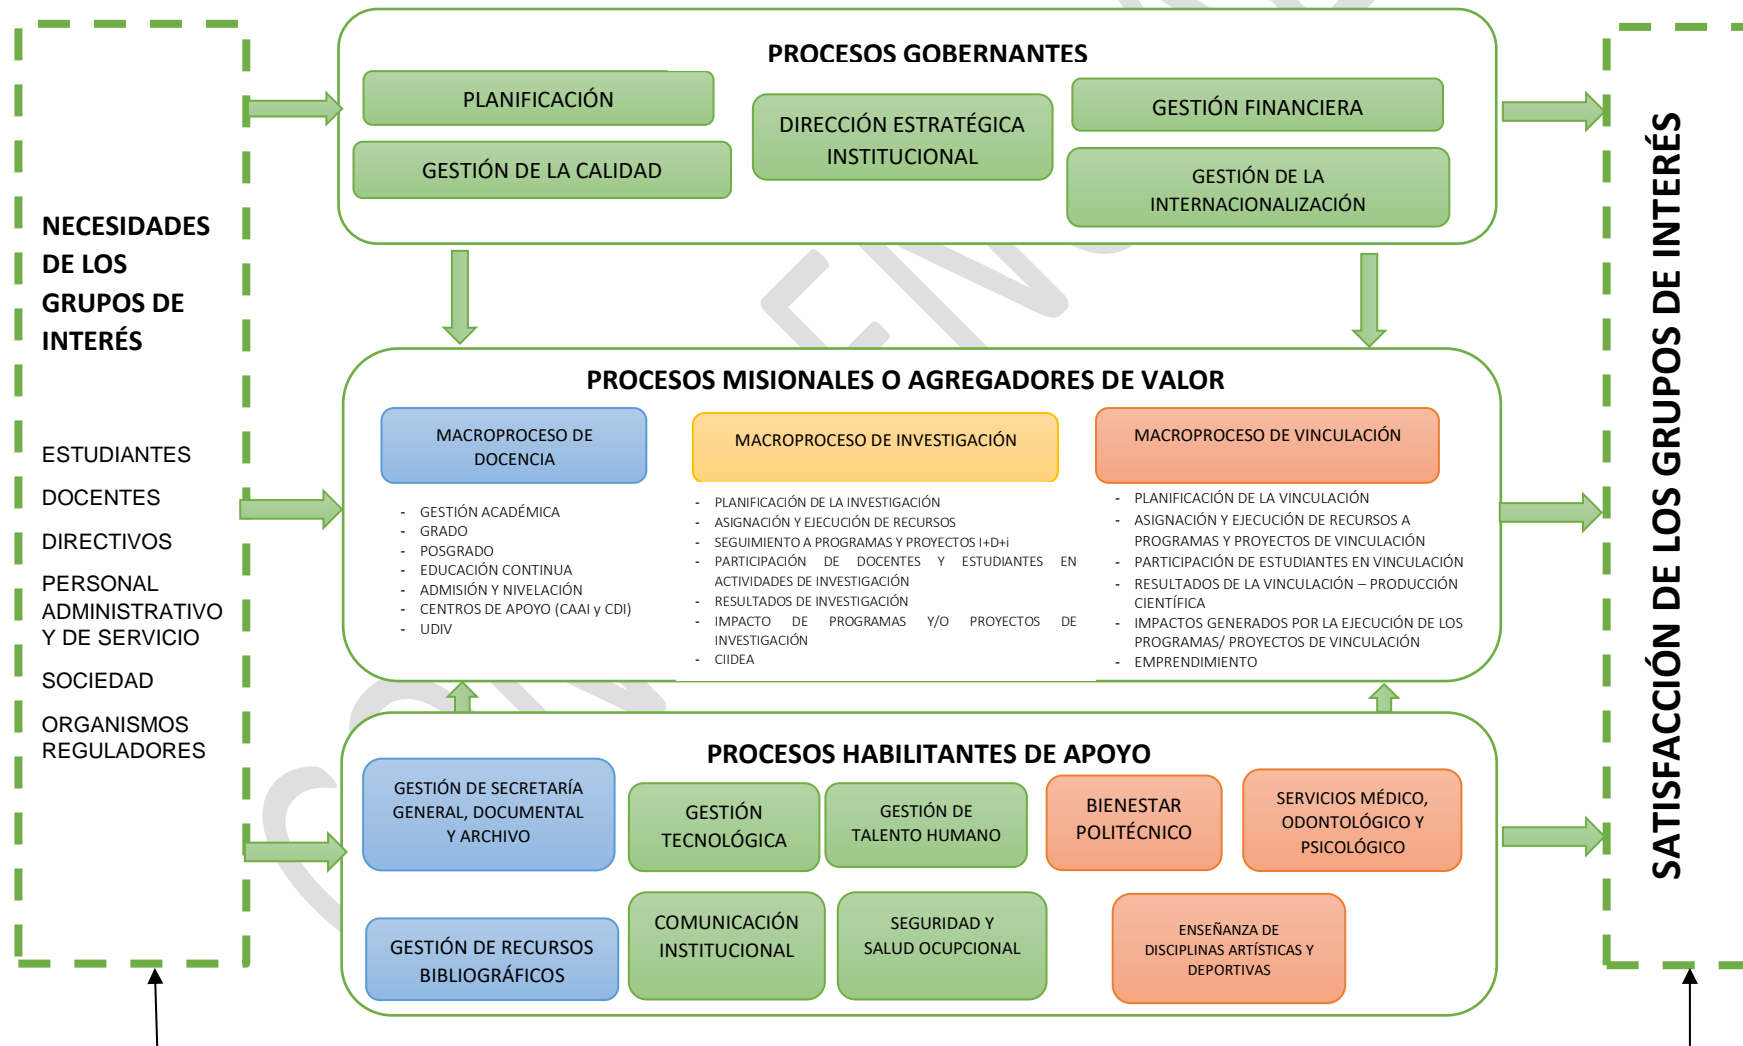 NECESIDADES
DE LOS
GRUPOS DE
INTERÉS
ESTUDIANTES
DOCENTES
DIRECTIVOS
PERSONAL
ADMINISTRATIVO
Y DE SERVICIO
SOCIEDAD
ORGANISMOS
REGULADORES
PROCESOS GOBERNANTES
PLANIFICACIÓN
GESTIÓN DE LA CALIDAD
DIRECCIÓN ESTRATÉGICA
INSTITUCIONAL
GESTIÓN FINANCIERA
GESTIÓN DE LA
INTERNACIONALIZACIÓN
PROCESOS MISIONALES O AGREGADORES DE VALOR
MACROPROCESO DE
DOCENCIA
- GESTIÓN ACADÉMICA
- GRADO
- POSGRADO
- EDUCACIÓN CONTINUA
- ADMISIÓN Y NIVELACIÓN
- CENTROS DE APOYO (CAAI y CDI)
- UDIV
MACROPROCESO DE INVESTIGACIÓN
- PLANIFICACIÓN DE LA INVESTIGACIÓN
- ASIGNACIÓN Y EJECUCIÓN DE RECURSOS
- SEGUIMIENTO A PROGRAMAS Y PROYECTOS I+D+i
- PARTICIPACIÓN DE DOCENTES Y ESTUDIANTES EN
ACTIVIDADES DE INVESTIGACIÓN
- RESULTADOS DE INVESTIGACIÓN
- IMPACTO DE PROGRAMAS Y/O PROYECTOS DE
INVESTIGACIÓN
- CIIDEA
MACROPROCESO DE VINCULACIÓN
- PLANIFICACIÓN DE LA VINCULACIÓN
- ASIGNACIÓN Y EJECUCIÓN DE RECURSOS A
PROGRAMAS Y PROYECTOS DE VINCULACIÓN
- PARTICIPACIÓN DE ESTUDIANTES EN VINCULACIÓN
- RESULTADOS DE LA VINCULACIÓN – PRODUCCIÓN
CIENTÍFICA
- IMPACTOS GENERADOS POR LA EJECUCIÓN DE LOS
PROGRAMAS/ PROYECTOS DE VINCULACIÓN
- EMPRENDIMIENTO
PROCESOS HABILITANTES DE APOYO
GESTIÓN DE SECRETARÍA
GENERAL, DOCUMENTAL
Y ARCHIVO
GESTIÓN
TECNOLÓGICA
GESTIÓN DE
TALENTO HUMANO
BIENESTAR
POLITÉCNICO
SERVICIOS MÉDICO,
ODONTOLÓGICO Y
PSICOLÓGICO
GESTIÓN DE RECURSOS
BIBLIOGRÁFICOS
COMUNICACIÓN
INSTITUCIONAL
SEGURIDAD Y
SALUD OCUPCIONAL
ENSEÑANZA DE
DISCIPLINAS ARTÍSTICAS Y
DEPORTIVAS
SATISFACCIÓN DE LOS GRUPOS DE INTERÉS